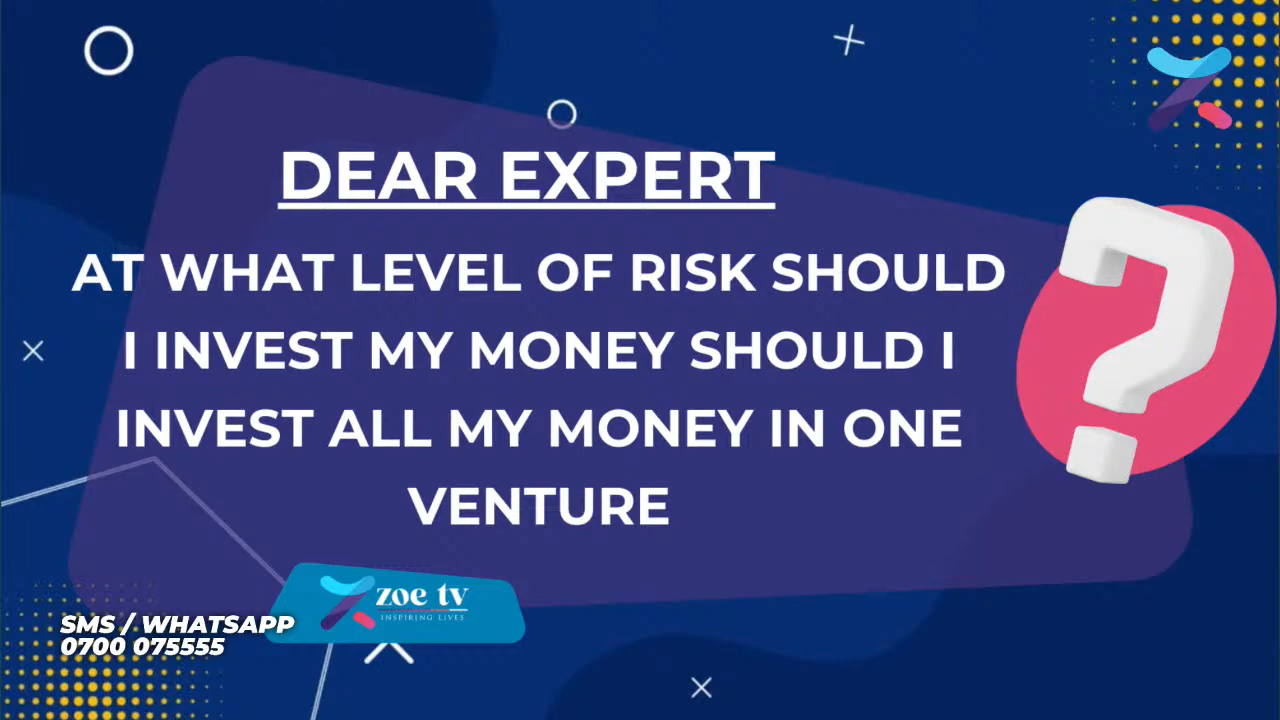 DEAR EXPERT
AT WHAT LEVEL OF RISK SHOULD
I INVEST MY MONEY SHOULD I
INVEST ALL MY MONEY IN ONE
VENTURE
zoe tv
INSPIRING LIVES
SMS / WHATSAPP
0700 075555